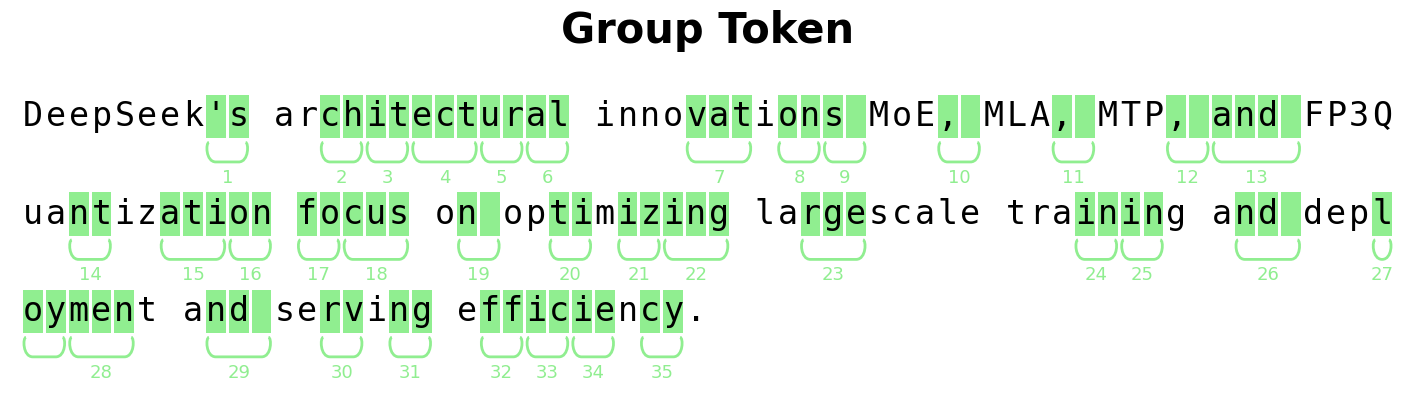 Group Token
DeepSeek's architectural innovations MoE, MLA, MTP, and FP3Q
1 2 3 4 5 6 7 8 9 10 11 12 13
uantization focus on optimizing largescale training and depl
14 15 16 17 18 19 20 21 22 23 24 25 26 27
oyment and serving efficiency.
28 29 30 31 32 33 34 35